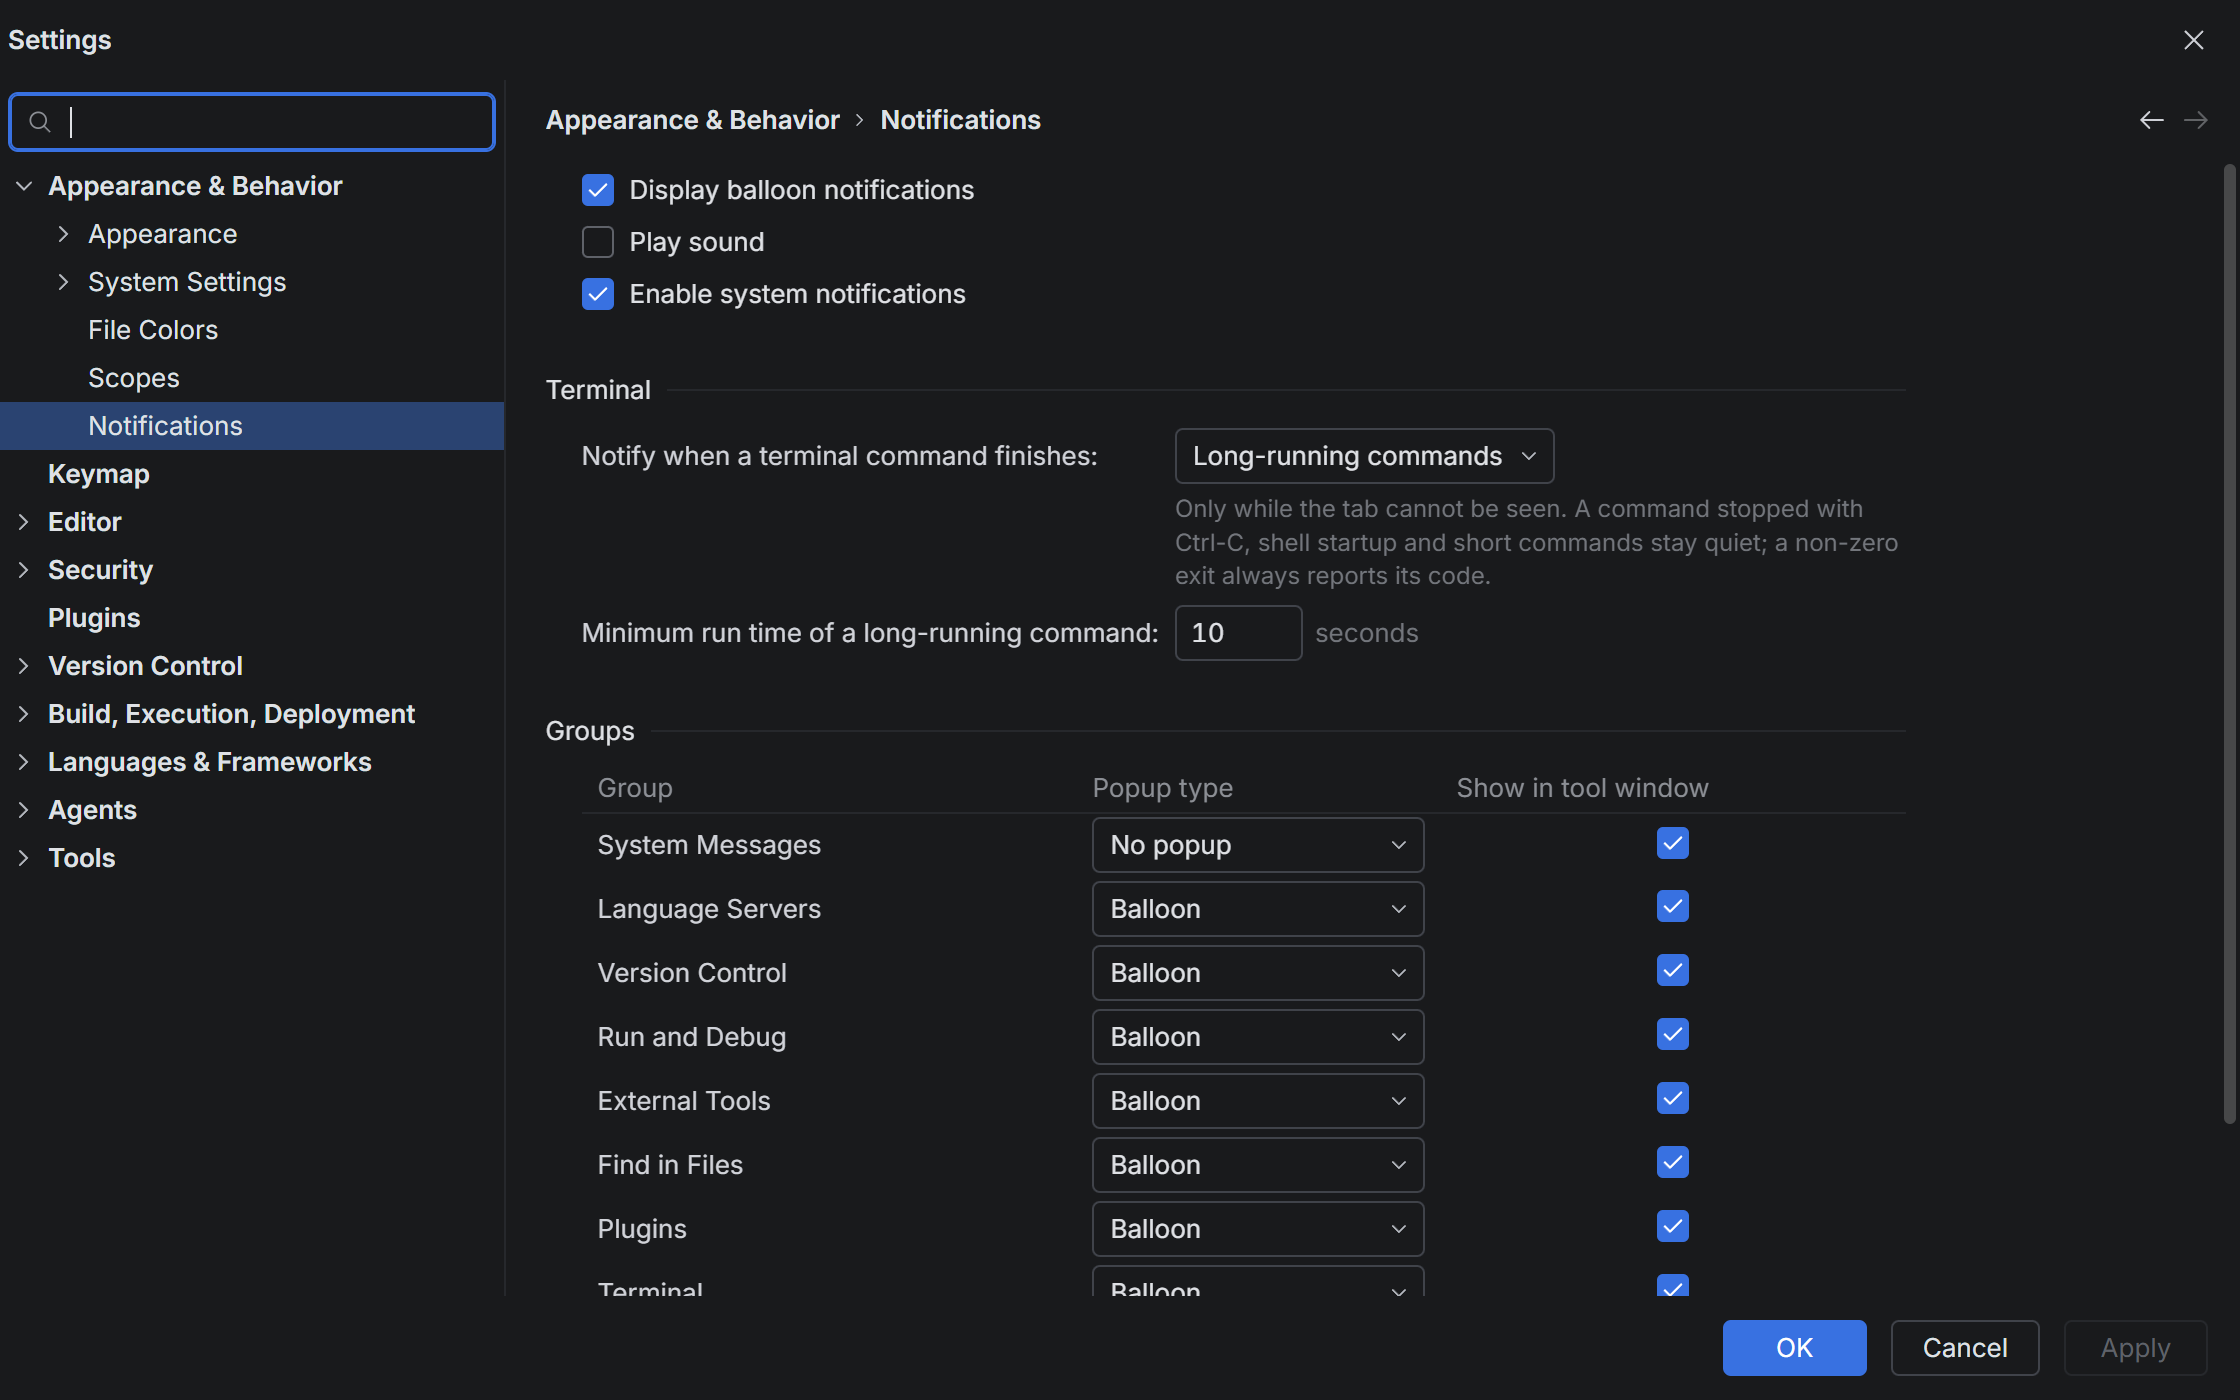 Settings
Appearance & Behavior
Appearance
System Settings
File Colors
Scopes
Notifications
Keymap
Editor
Security
Plugins
Version Control
Build, Execution, Deployment
Languages & Frameworks
Agents
Tools
Appearance & Behavior › Notifications
Display balloon notifications
Play sound
Enable system notifications
Terminal
Notify when a terminal command finishes: Long-running commands
Only while the tab cannot be seen. A command stopped with
Ctrl-C, shell startup and short commands stay quiet; a non-zero
exit always reports its code.
Minimum run time of a long-running command: 10 seconds
Groups
Group Popup type Show in tool window
System Messages No popup
Language Servers Balloon
Version Control Balloon
Run and Debug Balloon
External Tools Balloon
Find in Files Balloon
Plugins Balloon
Terminal Balloon
OK Cancel Apply